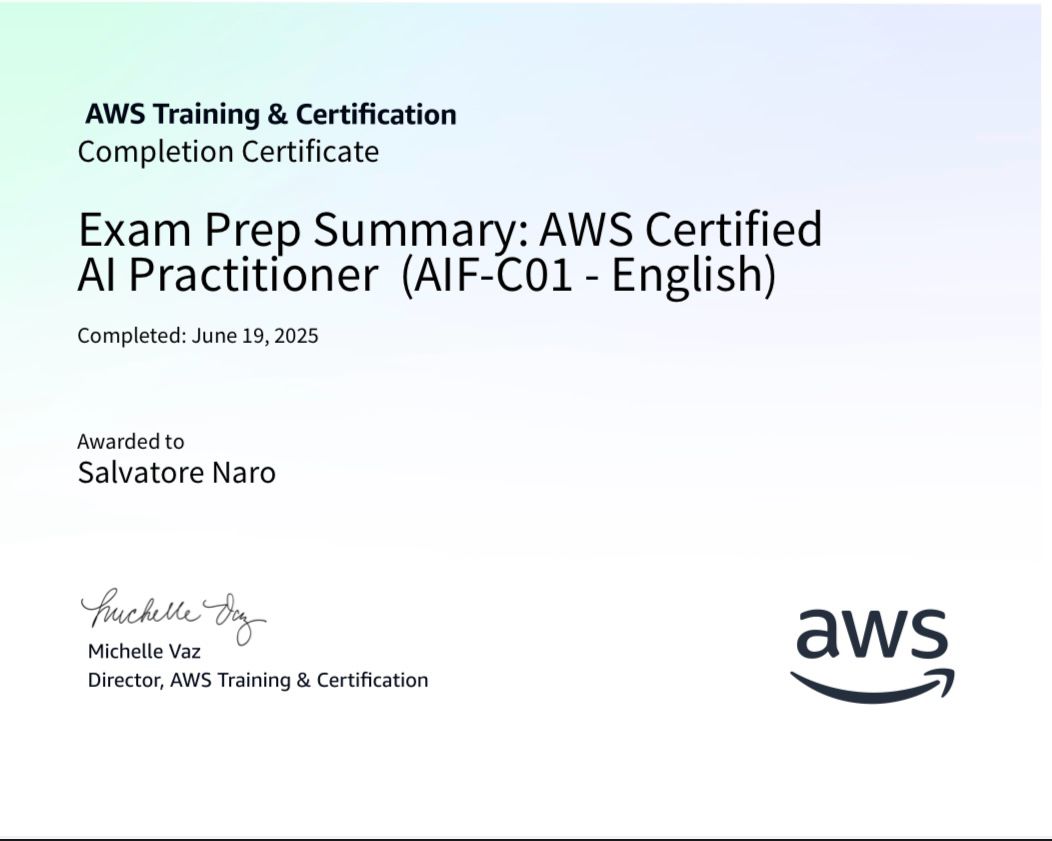 AWS Training & Certification
Completion Certificate
Exam Prep Summary: AWS Certified
AI Practitioner (AIF-C01 - English)
Completed: June 19, 2025
Awarded to
Salvatore Naro
Michelle Vaz
Michelle Vaz
Director, AWS Training & Certification
aws